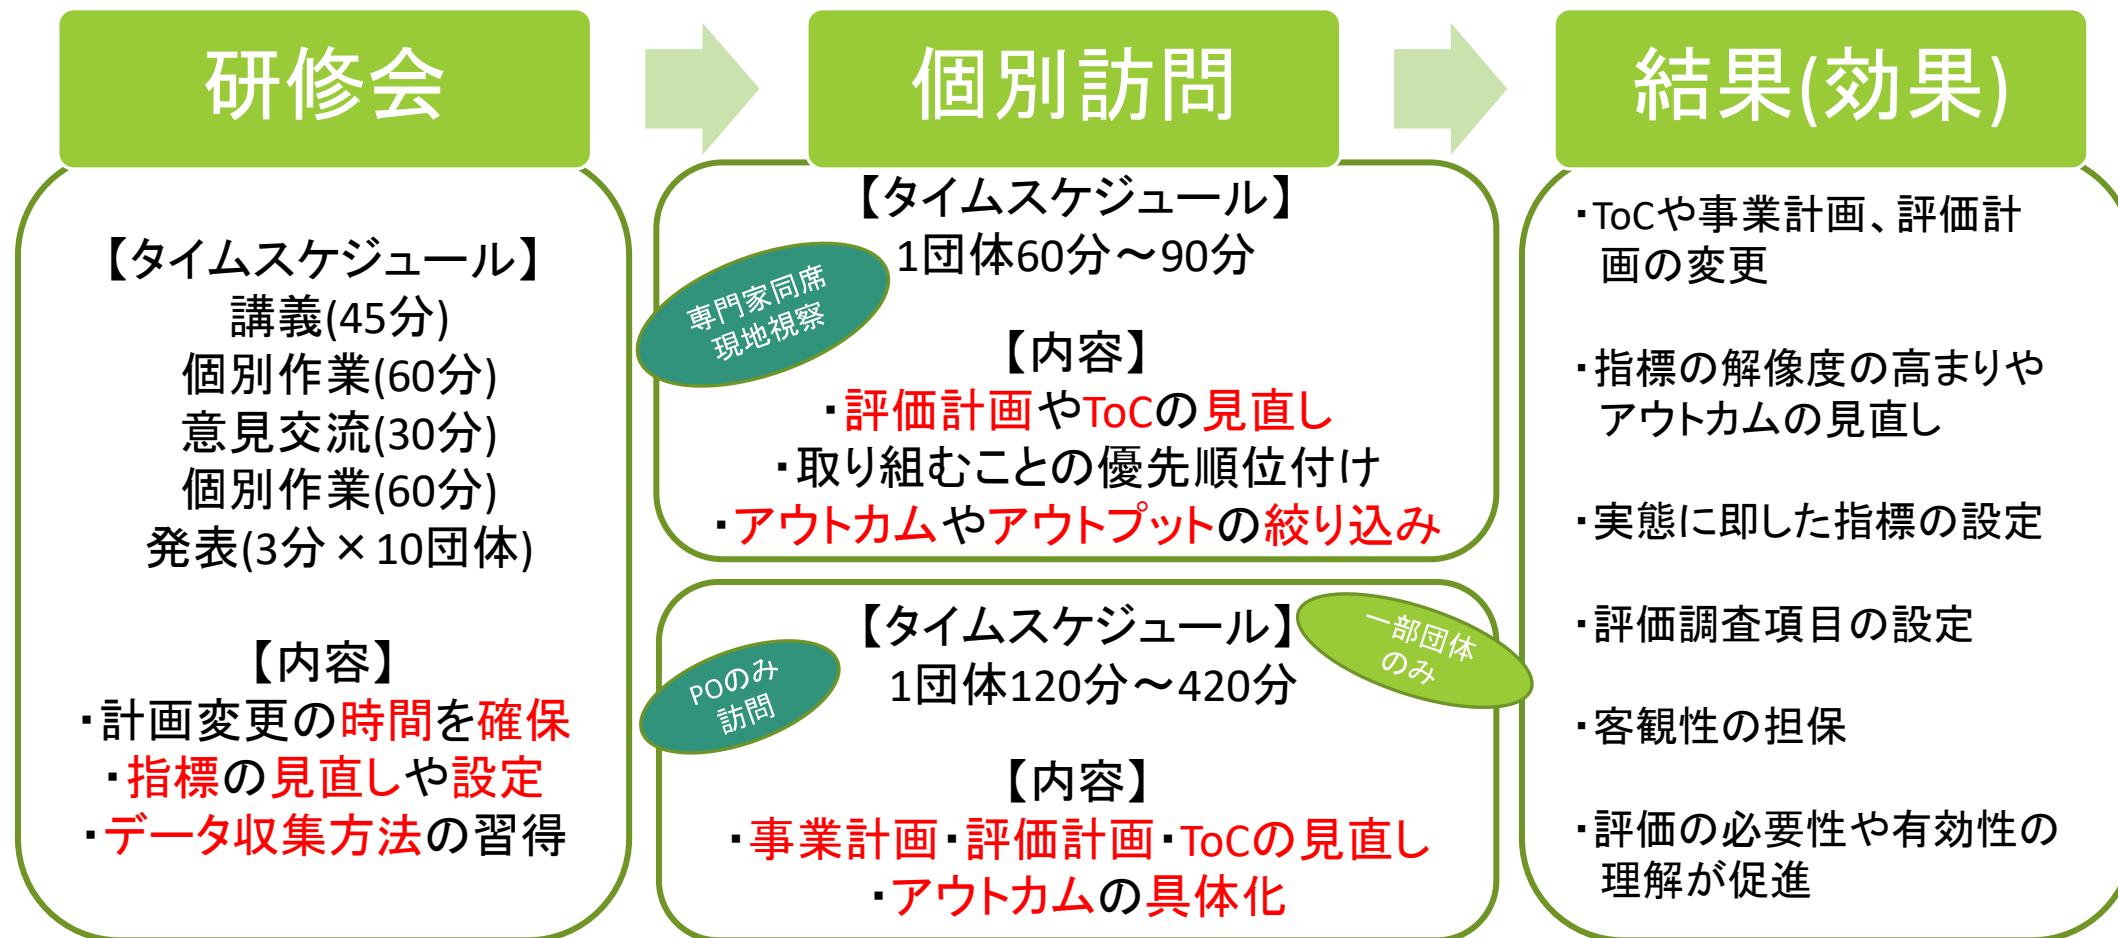 研修会
【タイムスケジュール】
講義(45分)
個別作業(60分)
意見交流(30分)
個別作業(60分)
発表(3分×10団体)
【内容】
・計画変更の時間を確保
・指標の見直しや設定
・データ収集方法の習得
個別訪問
【タイムスケジュール】
1団体60分～90分
専門家同席
現地視察
【内容】
・評価計画やToCの見直し
・取り組むことの優先順位付け
・アウトカムやアウトプットの絞り込み
【タイムスケジュール】
1団体120分～420分
POのみ
訪問
一部団体
のみ
【内容】
・事業計画・評価計画・ToCの見直し
・アウトカムの具体化
結果(効果)
・ToCや事業計画、評価計
画の変更
・指標の解像度の高まりや
アウトカムの見直し
・実態に即した指標の設定
・評価調査項目の設定
・客観性の担保
・評価の必要性や有効性の
理解が促進